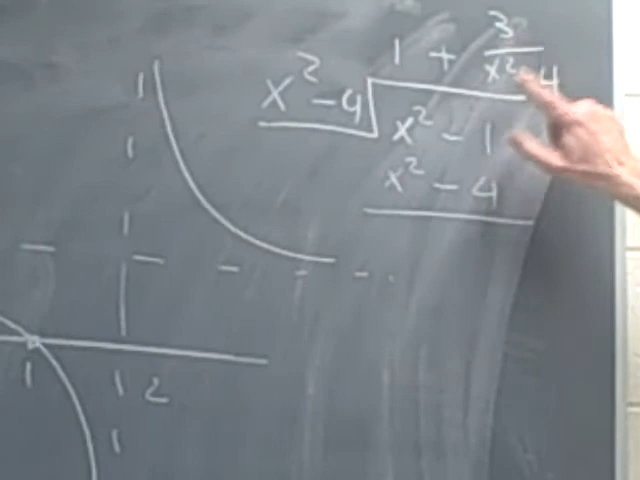 1 + 3/(x² - 4)
x² - 4 ⟌ x² - 1
x² - 4
1 2